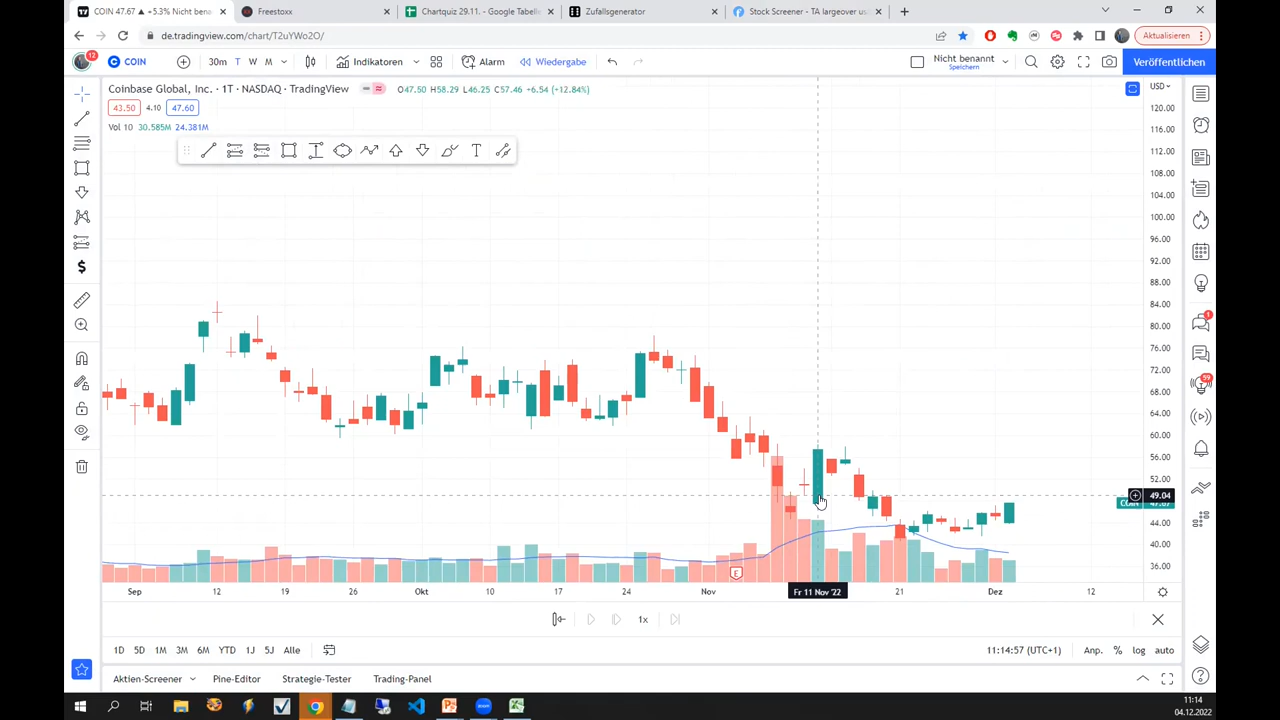 COIN 47.67 ▲ +5.3% Nicht bena
Freestoxx
Chartquiz 29.11. - Google Tabelle
Zufallsgenerator
Stock Screener - TA largeover us
de.tradingview.com/chart/T2uYWo2O/
Aktualisieren
12
COIN
30m
T
W
M
Indikatoren
Alarm
Wiedergabe
Nicht benannt
Speichern
Veröffentlichen
Coinbase Global, Inc. · 1T · NASDAQ · TradingView
O47.50 H58.29 L46.25 C57.46 +6.54 (+12.84%)
USD
43.50
4.10
47.60
Vol 10 30.585M 24.381M
120.00
116.00
112.00
108.00
104.00
100.00
96.00
92.00
88.00
84.00
80.00
76.00
72.00
68.00
64.00
60.00
56.00
52.00
49.04
44.00
40.00
36.00
E
1
59
Sep
12
19
26
Okt
10
17
24
Nov
Fr 11 Nov '22
21
Dez
12
1x
1D
5D
1M
3M
6M
YTD
1J
5J
Alle
11:14:57 (UTC+1)
Anp.
%
log
auto
Aktien-Screener
Pine-Editor
Strategie-Tester
Trading-Panel
11:14
04.12.2022